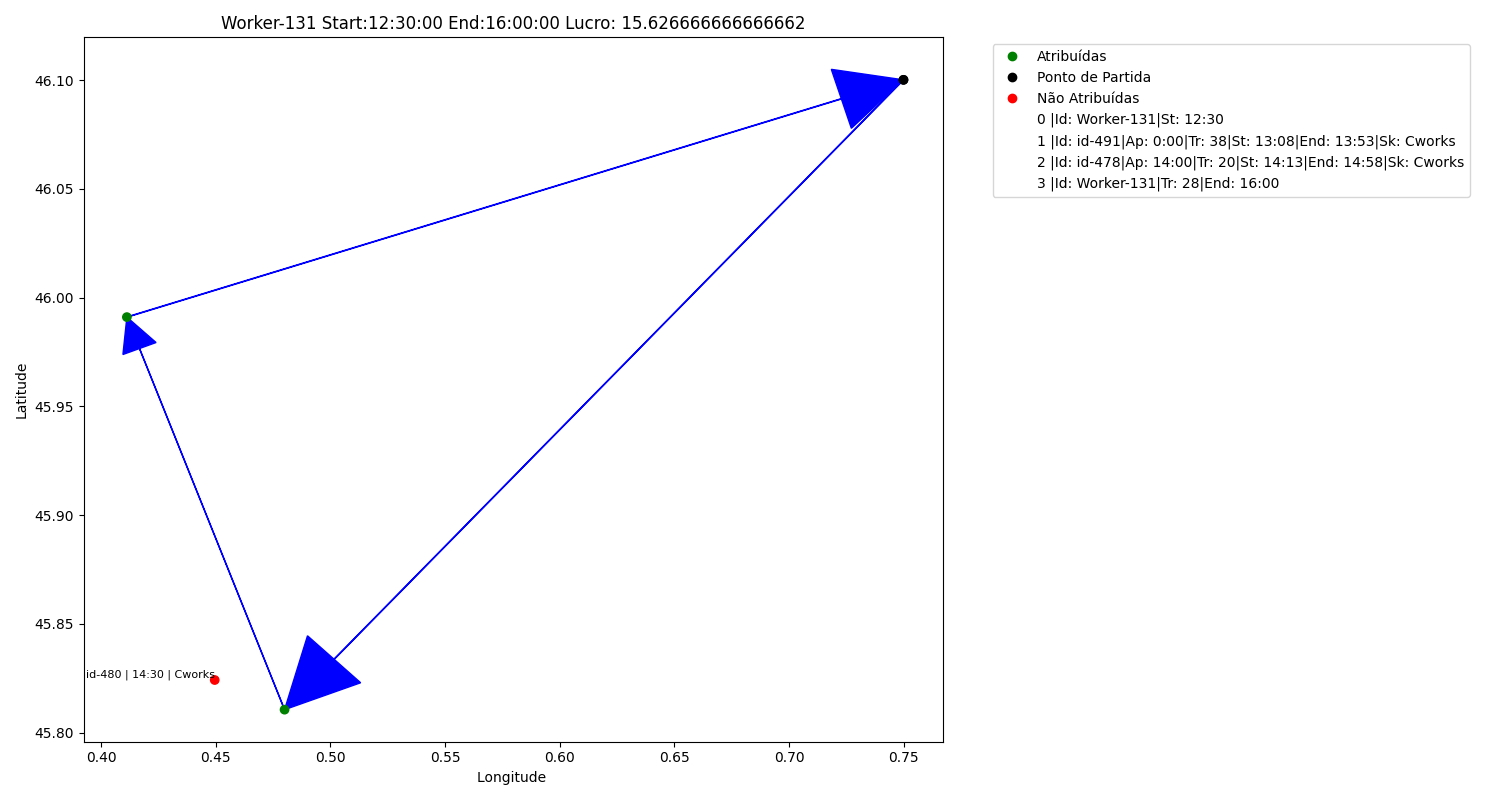 Worker-131 Start:12:30:00 End:16:00:00 Lucro: 15.626666666666662
Atribuídas
Ponto de Partida
Não Atribuídas
0 |Id: Worker-131|St: 12:30
1 |Id: id-491|Ap: 0:00|Tr: 38|St: 13:08|End: 13:53|Sk: Cworks
2 |Id: id-478|Ap: 14:00|Tr: 20|St: 14:13|End: 14:58|Sk: Cworks
3 |Id: Worker-131|Tr: 28|End: 16:00
46.10
46.05
46.00
45.95
45.90
45.85
45.80
Latitude
id-480 | 14:30 | Cworks
0.40 0.45 0.50 0.55 0.60 0.65 0.70 0.75
Longitude